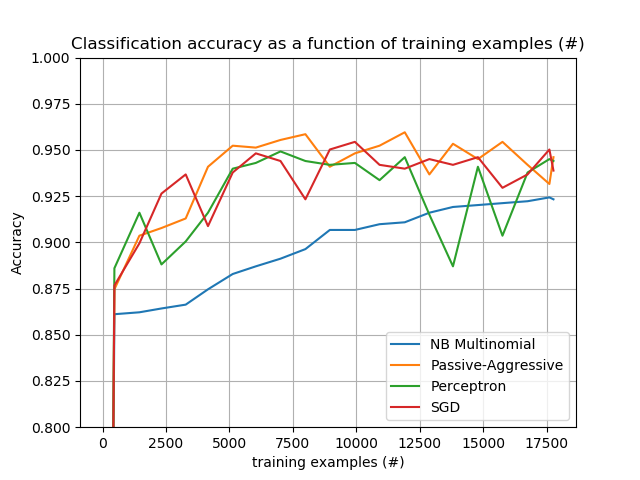 Classification accuracy as a function of training examples (#)
1.000
0.975
0.950
0.925
0.900
0.875
0.850
0.825
0.800
Accuracy
NB Multinomial
Passive-Aggressive
Perceptron
SGD
0 2500 5000 7500 10000 12500 15000 17500
training examples (#)